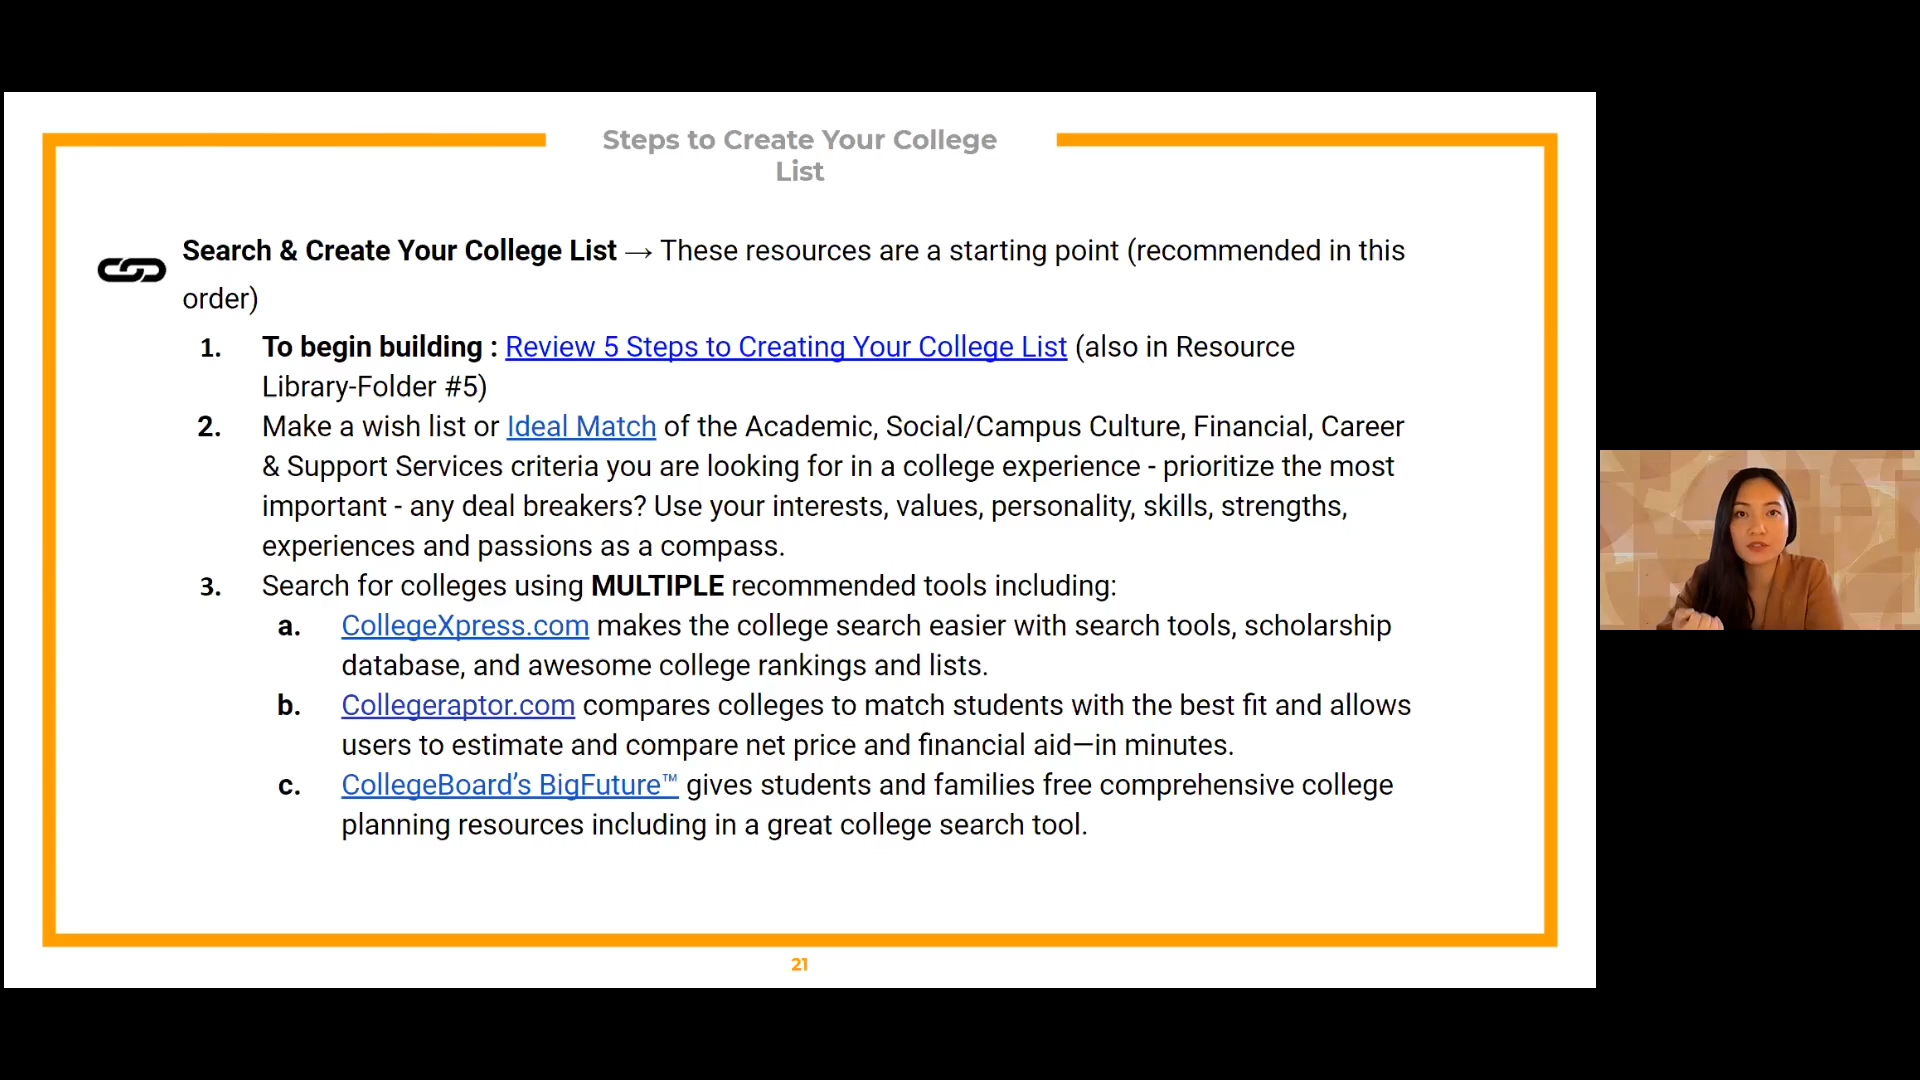 Steps to Create Your College
List
Search & Create Your College List → These resources are a starting point (recommended in this
order)
1. To begin building : Review 5 Steps to Creating Your College List (also in Resource
Library-Folder #5)
2. Make a wish list or Ideal Match of the Academic, Social/Campus Culture, Financial, Career
& Support Services criteria you are looking for in a college experience - prioritize the most
important - any deal breakers? Use your interests, values, personality, skills, strengths,
experiences and passions as a compass.
3. Search for colleges using MULTIPLE recommended tools including:
a. CollegeXpress.com makes the college search easier with search tools, scholarship
database, and awesome college rankings and lists.
b. Collegeraptor.com compares colleges to match students with the best fit and allows
users to estimate and compare net price and financial aid—in minutes.
c. CollegeBoard’s BigFuture™ gives students and families free comprehensive college
planning resources including in a great college search tool.
21